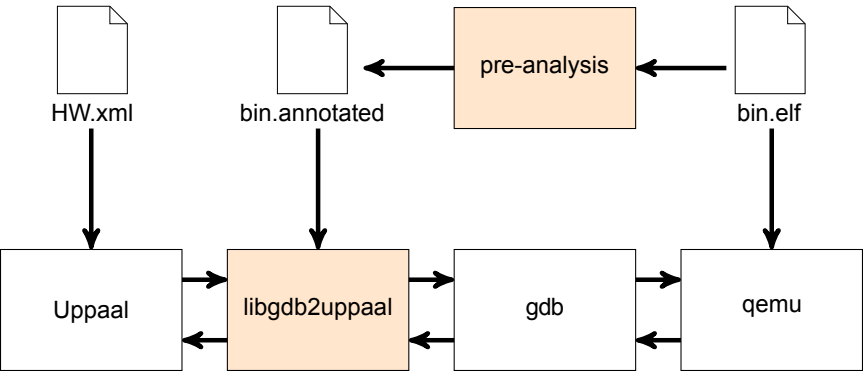 pre-analysis
HW.xml
bin.annotated
bin.elf
Uppaal
libgdb2uppaal
gdb
qemu